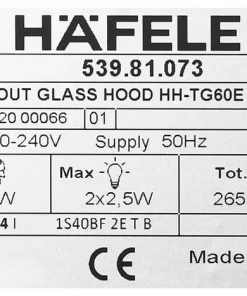 HÄFELE
539.81.073
OUT GLASS HOOD HH-TG60E
20 00066 01
0-240V Supply 50Hz
Max - Tot.
W 2x2,5W 265
4 I 1S40BF 2E T B
CE Made